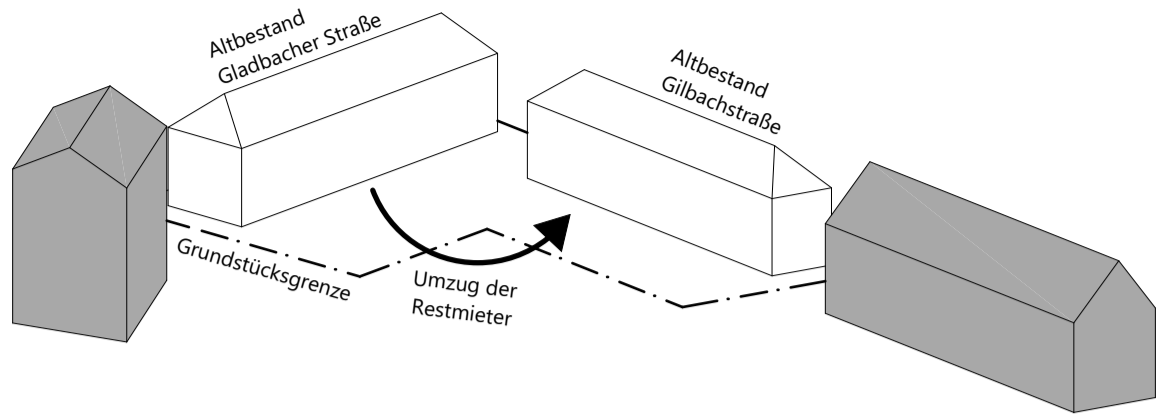 Altbestand
Gladbacher Straße
Altbestand
Gilbachstraße
Grundstücksgrenze
Umzug der
Restmieter